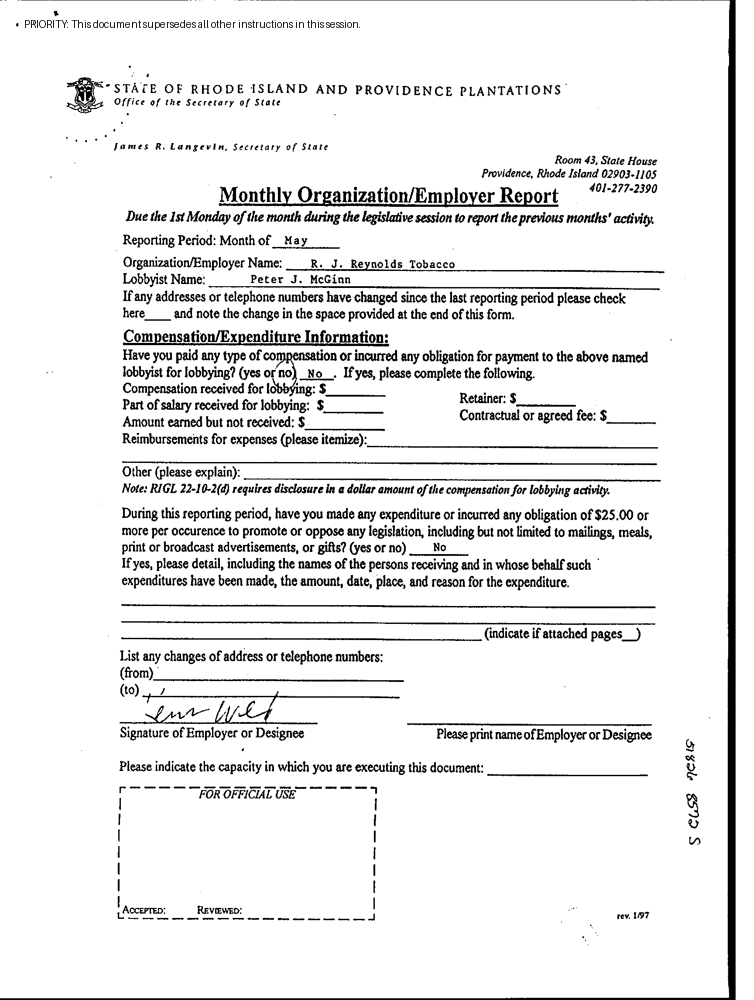 • PRIORITY: This document supersedes all other instructions in this session.
STATE OF RHODE ISLAND AND PROVIDENCE PLANTATIONS
Office of the Secretary of State
James R. Langevin, Secretary of State
Room 43, State House
Providence, Rhode Island 02903-1105
401-277-2390
Monthly Organization/Employer Report
Due the 1st Monday of the month during the legislative session to report the previous months' activity.
Reporting Period: Month of May
Organization/Employer Name: R. J. Reynolds Tobacco
Lobbyist Name: Peter J. McGinn
If any addresses or telephone numbers have changed since the last reporting period please check
here____ and note the change in the space provided at the end of this form.
Compensation/Expenditure Information:
Have you paid any type of compensation or incurred any obligation for payment to the above named
lobbyist for lobbying? (yes or no) No . If yes, please complete the following.
Compensation received for lobbying: $
Retainer: $
Part of salary received for lobbying: $
Contractual or agreed fee: $
Amount earned but not received: $
Reimbursements for expenses (please itemize):
Other (please explain):
Note: RIGL 22-10-2(d) requires disclosure in a dollar amount of the compensation for lobbying activity.
During this reporting period, have you made any expenditure or incurred any obligation of $25.00 or
more per occurence to promote or oppose any legislation, including but not limited to mailings, meals,
print or broadcast advertisements, or gifts? (yes or no) No
If yes, please detail, including the names of the persons receiving and in whose behalf such
expenditures have been made, the amount, date, place, and reason for the expenditure.
(indicate if attached pages__)
List any changes of address or telephone numbers:
(from)
(to)
Signature of Employer or Designee
Please print name of Employer or Designee
Please indicate the capacity in which you are executing this document:
FOR OFFICIAL USE
ACCEPTED: REVIEWED:
rev. 1/97
51826 8572 S